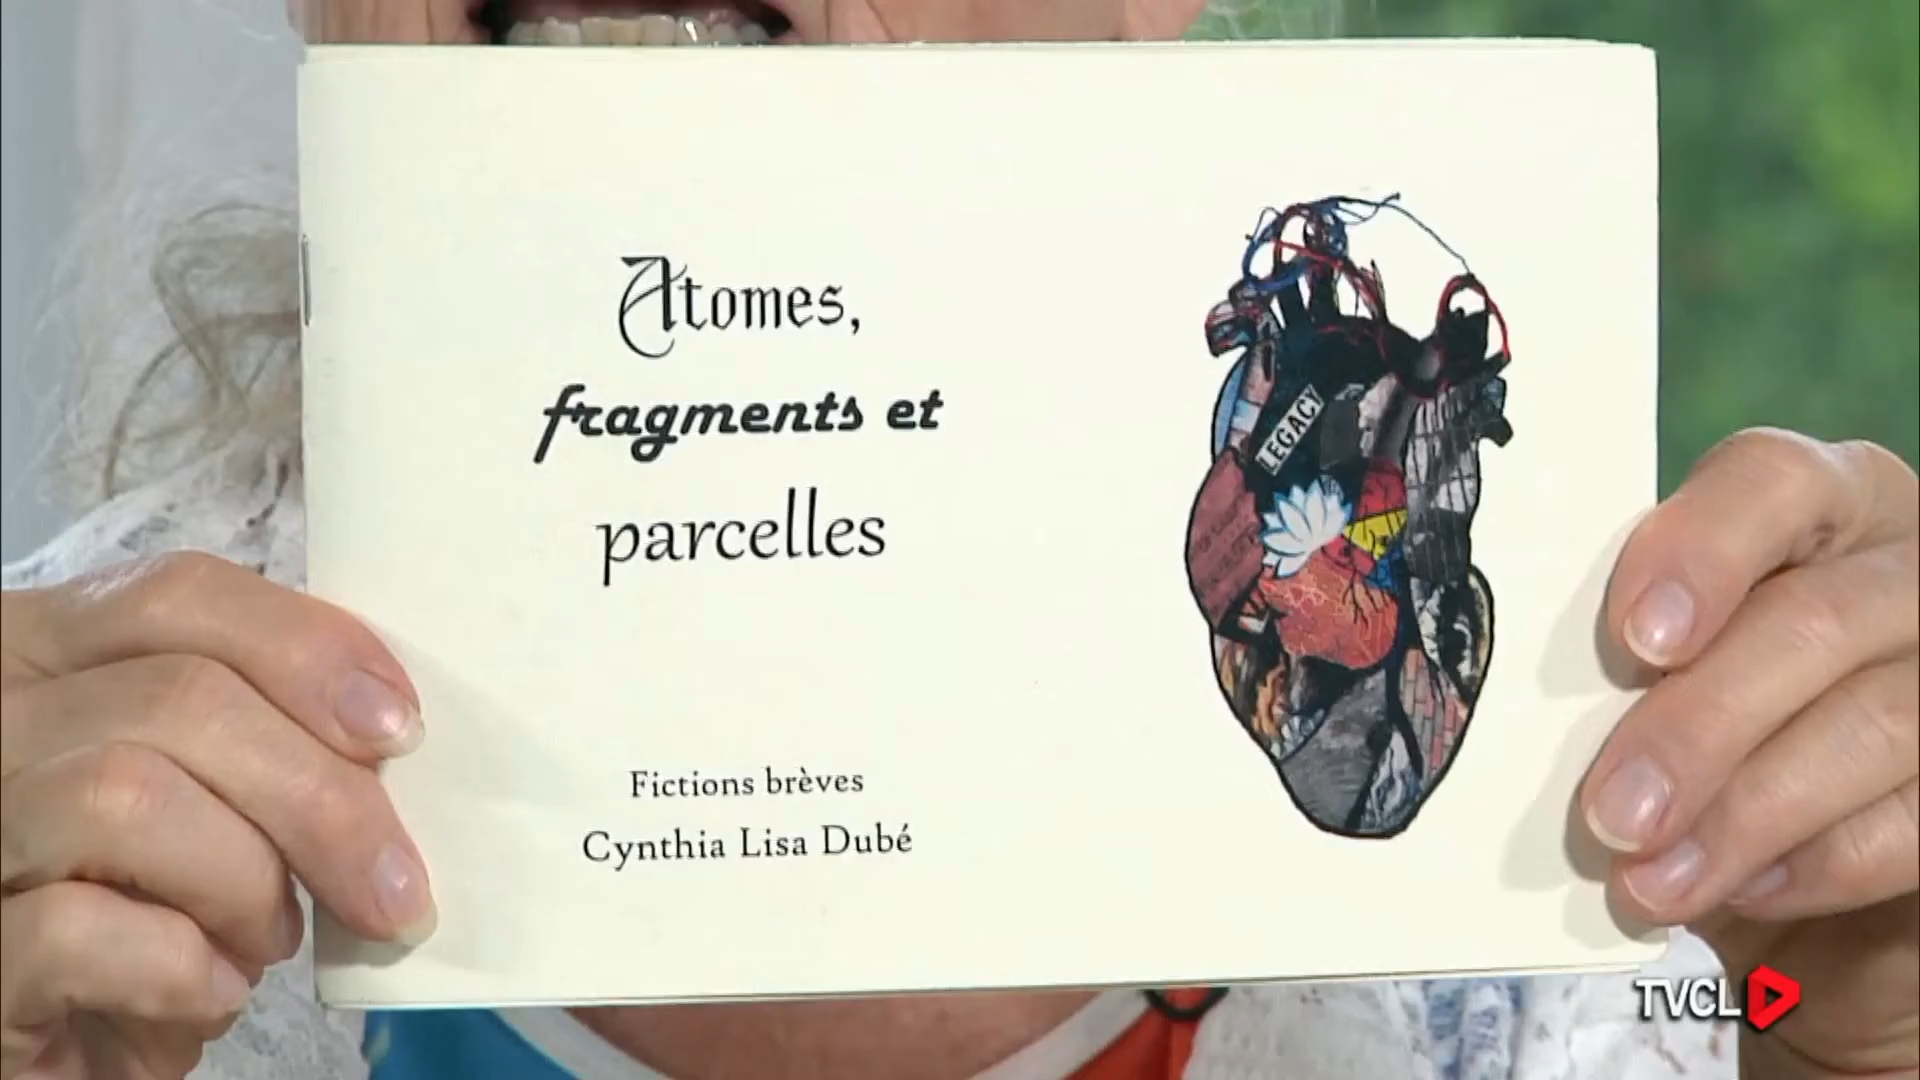 Atomes,
fragments et
parcelles
LEGACY
Fictions brèves
Cynthia Lisa Dubé
TVCL